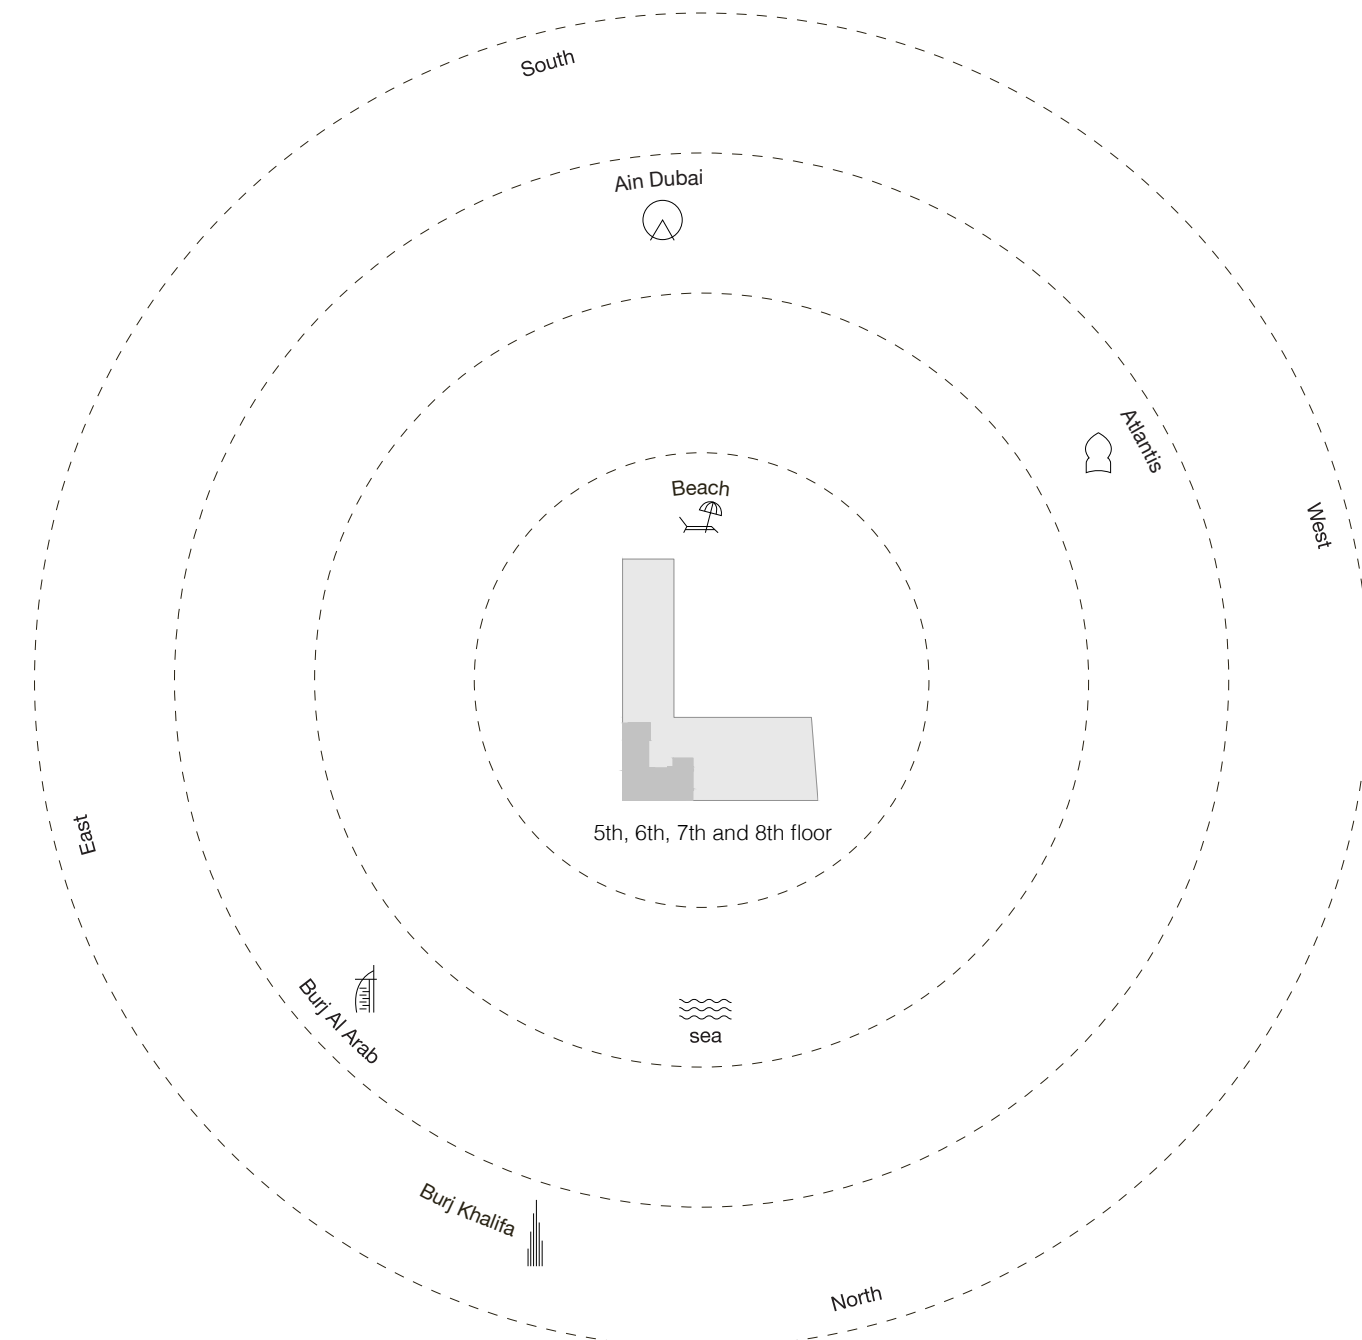 South
Ain Dubai
Atlantis
Beach
West
East
5th, 6th, 7th and 8th floor
Burj Al Arab
sea
Burj Khalifa
North